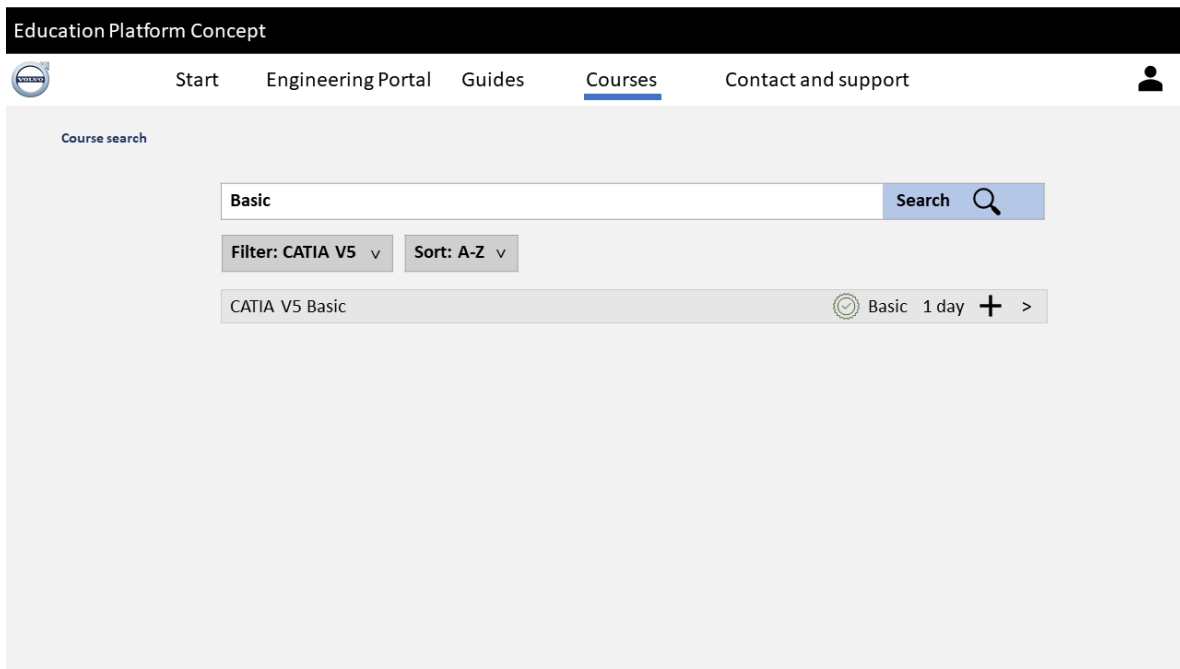 Education Platform Concept
VOLVO
Start Engineering Portal Guides Courses Contact and support
Course search
Basic Search
Filter: CATIA V5 v Sort: A-Z v
CATIA V5 Basic Basic 1 day + >